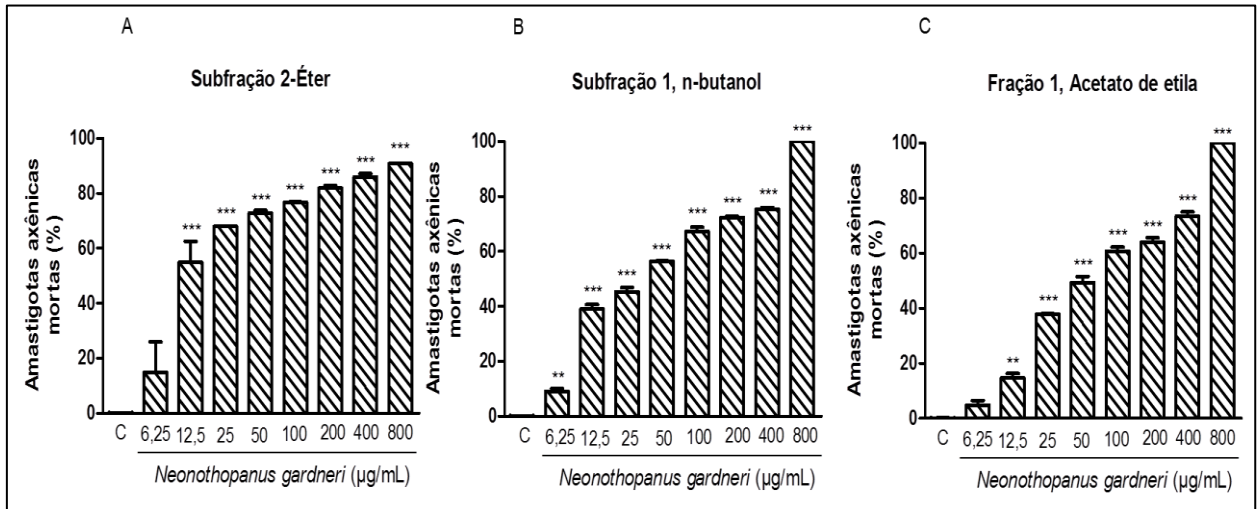 A
Subfração 2-Éter
Amastigotas axênicas
mortas (%)
100
80
60
40
20
0
***
***
***
***
***
***
***
C 6,25 12,5 25 50 100 200 400 800
Neonothopanus gardneri (µg/mL)
B
Subfração 1, n-butanol
Amastigotas axênicas
mortas (%)
100
80
60
40
20
0
**
***
***
***
***
***
***
***
C 6,25 12,5 25 50 100 200 400 800
Neonothopanus gardneri (µg/mL)
C
Fração 1, Acetato de etila
Amastigotas axênicas
mortas (%)
100
80
60
40
20
0
**
***
***
***
***
***
***
C 6,25 12,5 25 50 100 200 400 800
Neonothopanus gardneri (µg/mL)